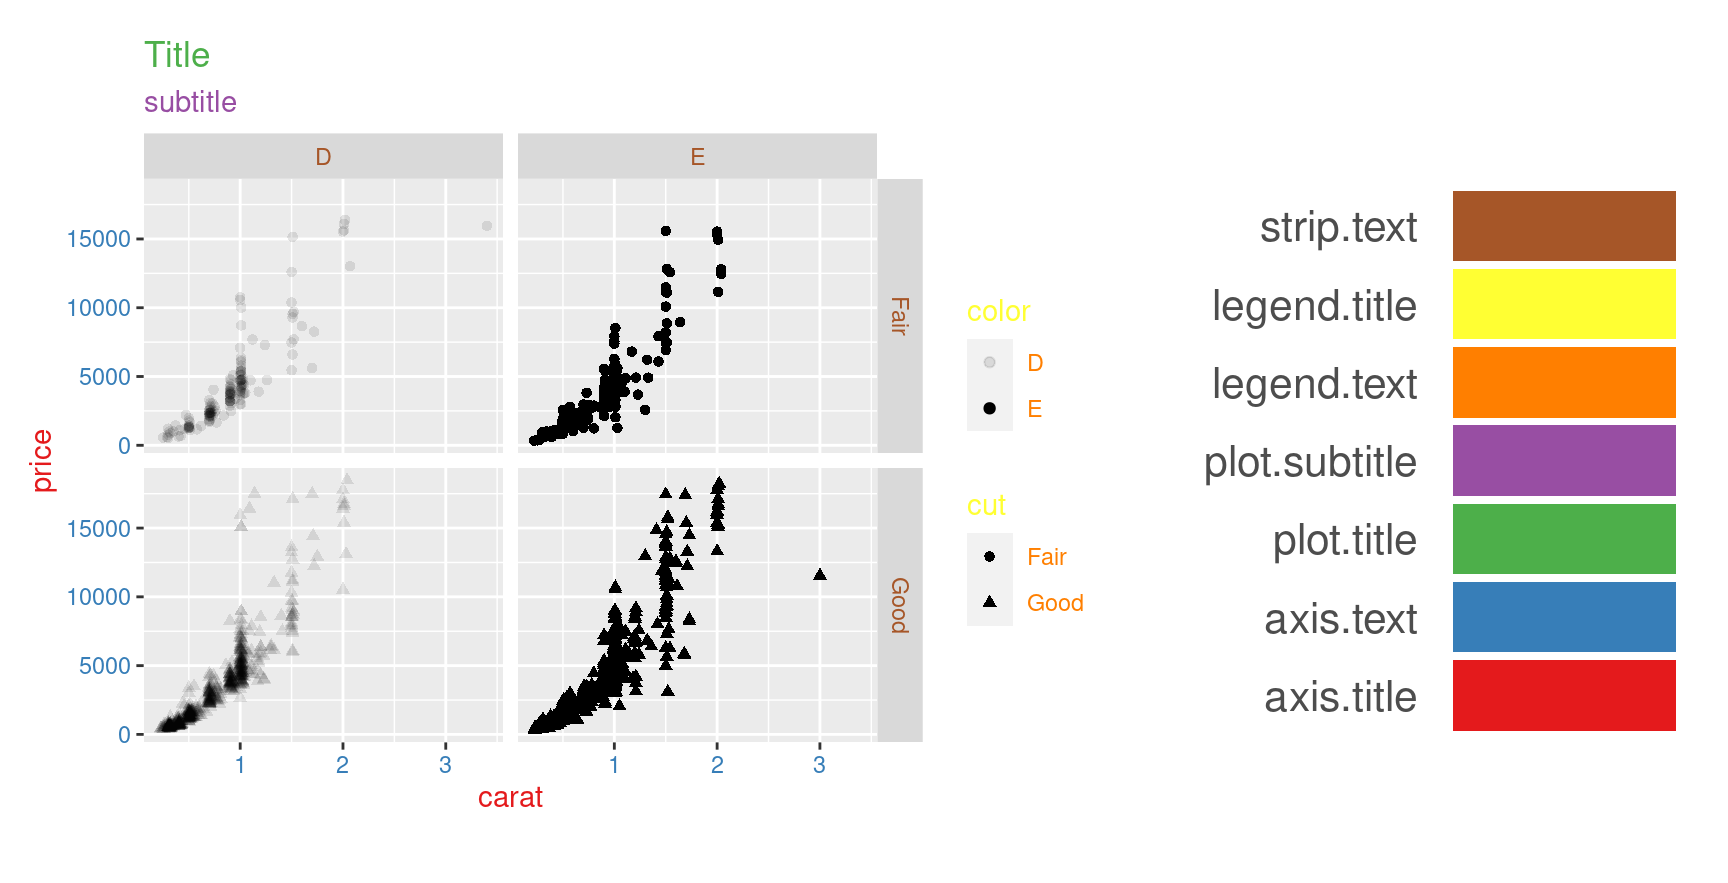 Title
subtitle
D
E
15000
10000
5000
0
Fair
price
15000
10000
5000
0
Good
1
2
3
1
2
3
carat
color
D
E
cut
Fair
Good
strip.text
legend.title
legend.text
plot.subtitle
plot.title
axis.text
axis.title